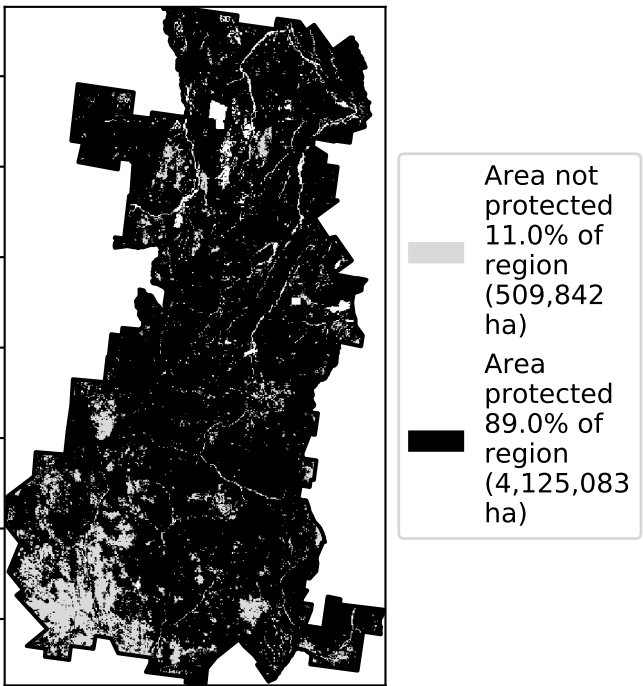 Area not
protected
11.0% of
region
(509,842
ha)
Area
protected
89.0% of
region
(4,125,083
ha)